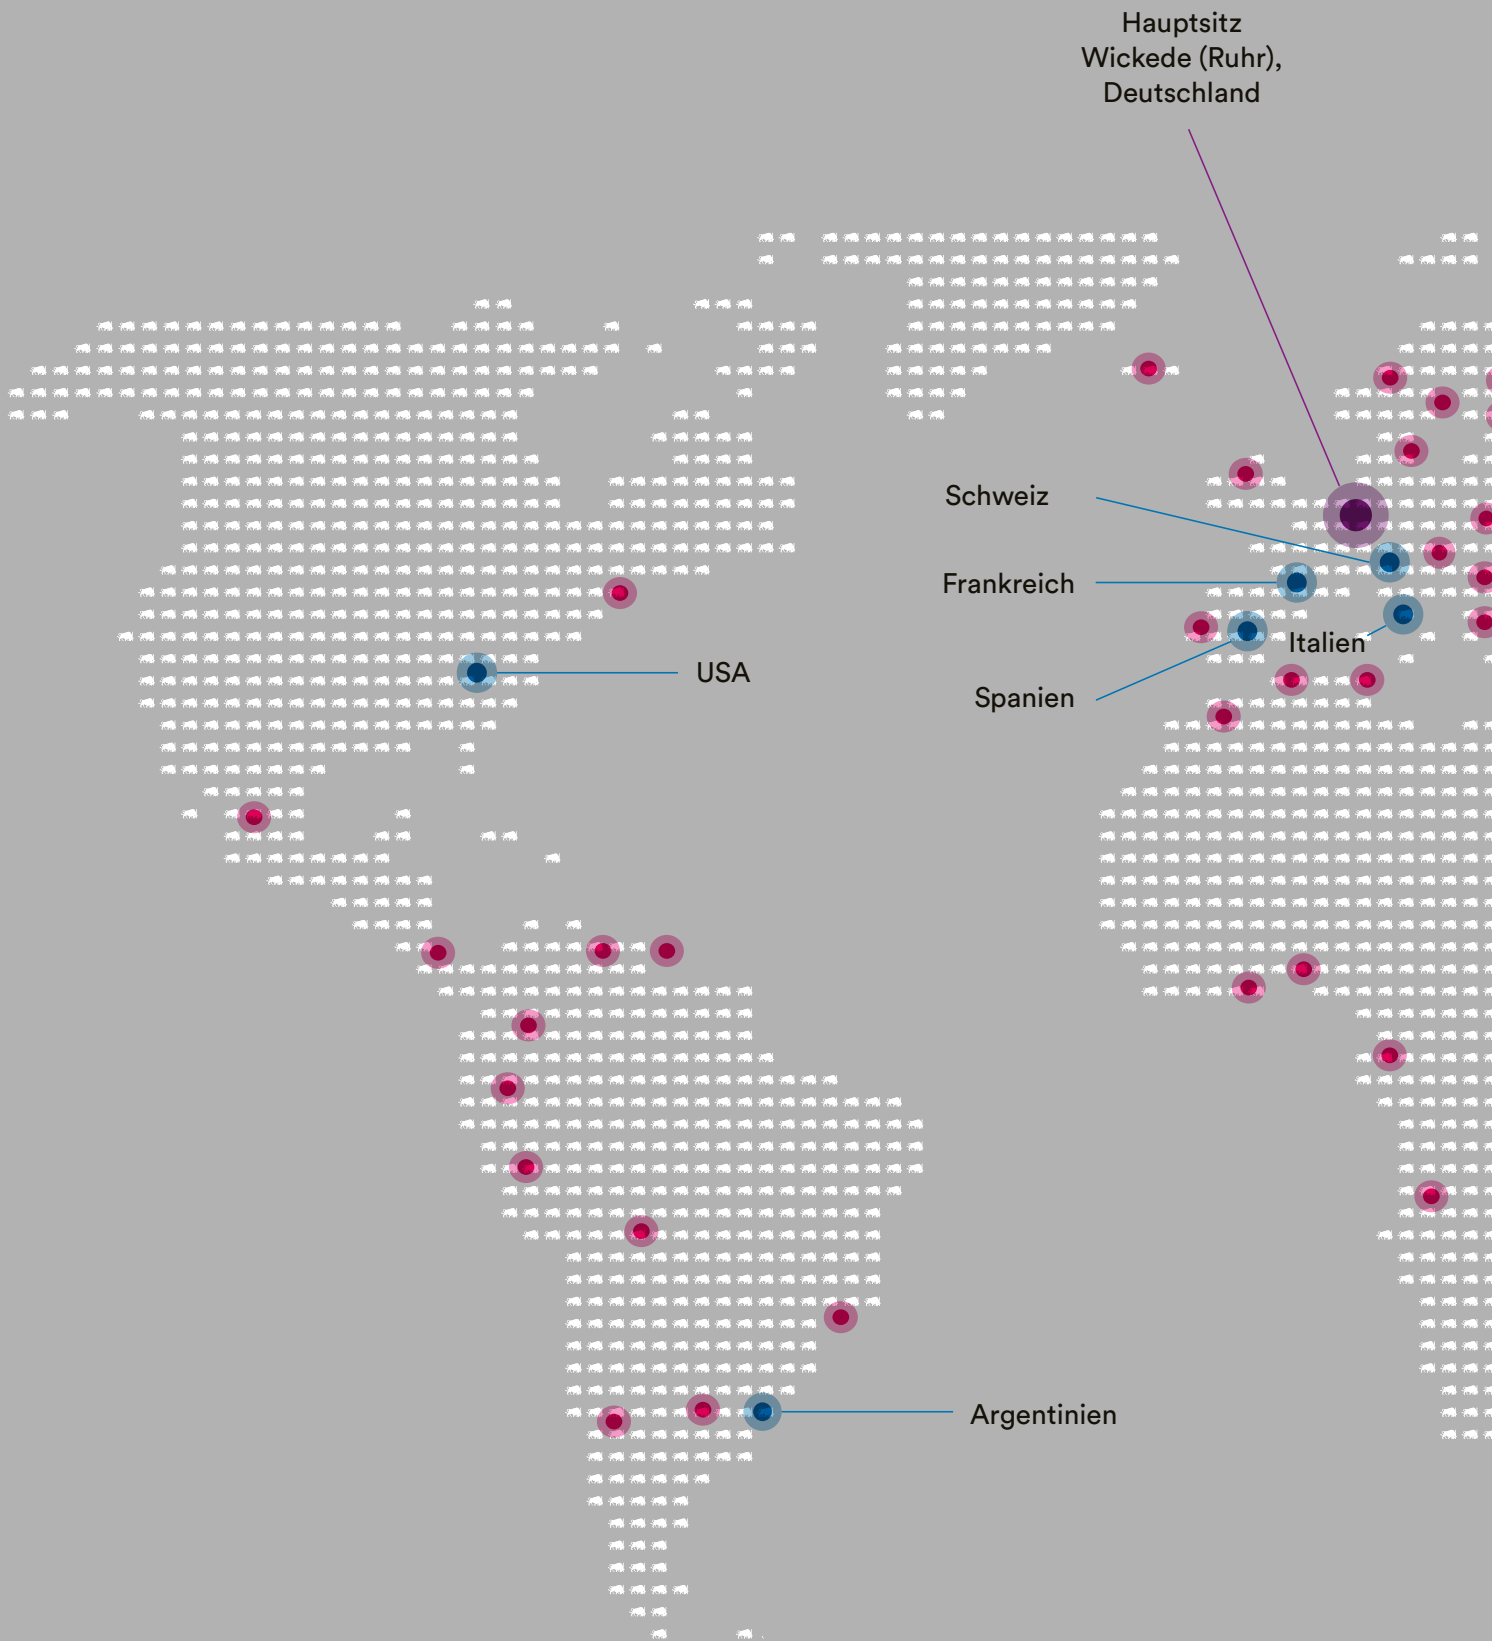 Hauptsitz
Wickede (Ruhr),
Deutschland
Schweiz
Frankreich
Italien
USA
Spanien
Argentinien